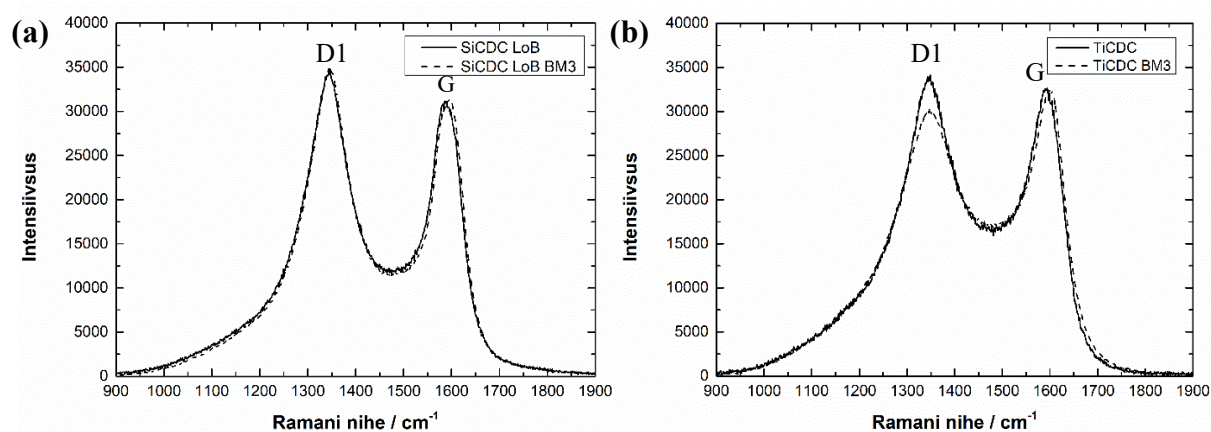 (a)
40000
35000
30000
25000
20000
15000
10000
5000
0
Intensiivsus
D1
G
SiCDC LoB
SiCDC LoB BM3
900 1000 1100 1200 1300 1400 1500 1600 1700 1800 1900
Ramani nihe / cm⁻¹
(b)
40000
35000
30000
25000
20000
15000
10000
5000
0
Intensiivsus
D1
G
TiCDC
TiCDC BM3
900 1000 1100 1200 1300 1400 1500 1600 1700 1800 1900
Ramani nihe / cm⁻¹